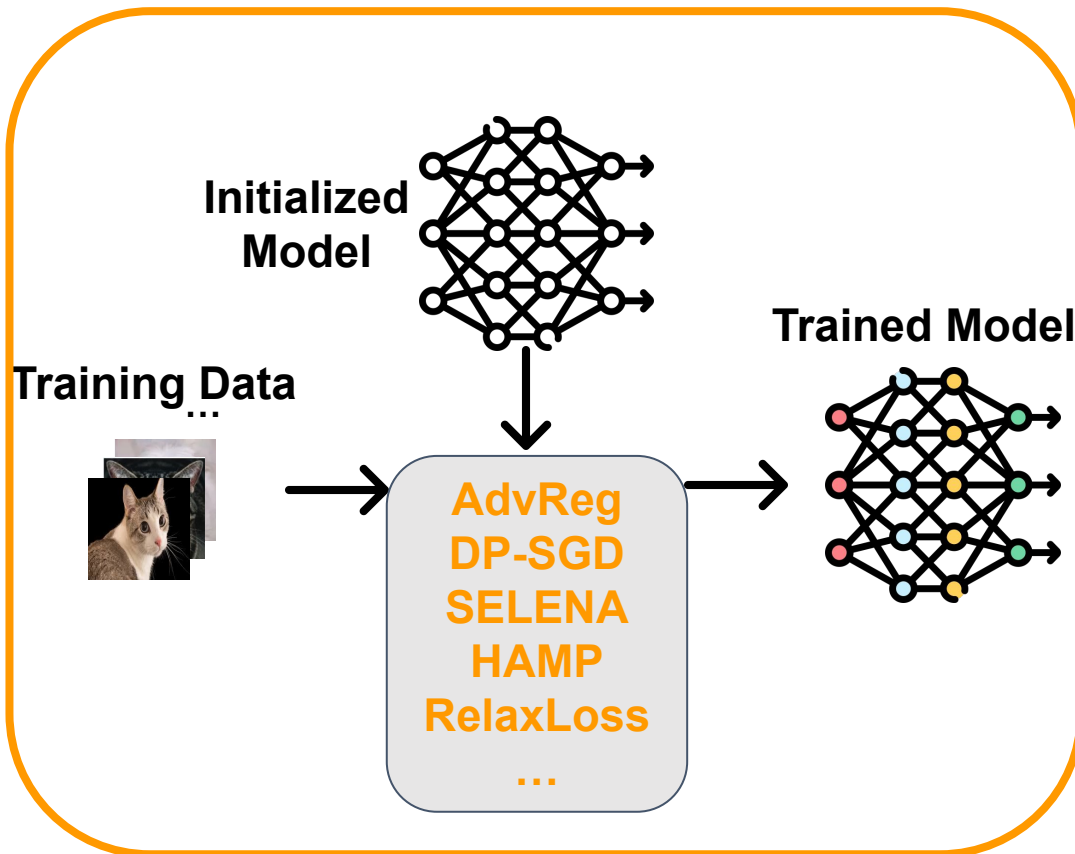 Initialized
Model
Trained Model
Training Data
...
AdvReg
DP-SGD
SELENA
HAMP
RelaxLoss
...